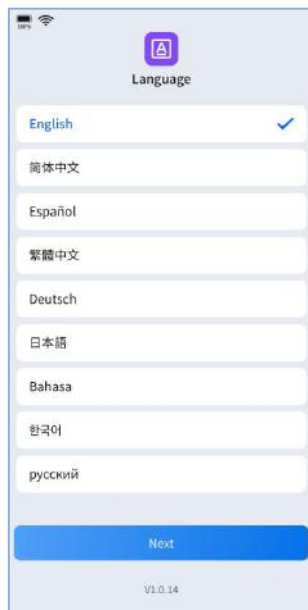 100%
Language
English
简体中文
Español
繁體中文
Deutsch
日本語
Bahasa
한국어
русский
Next
V1.0.14